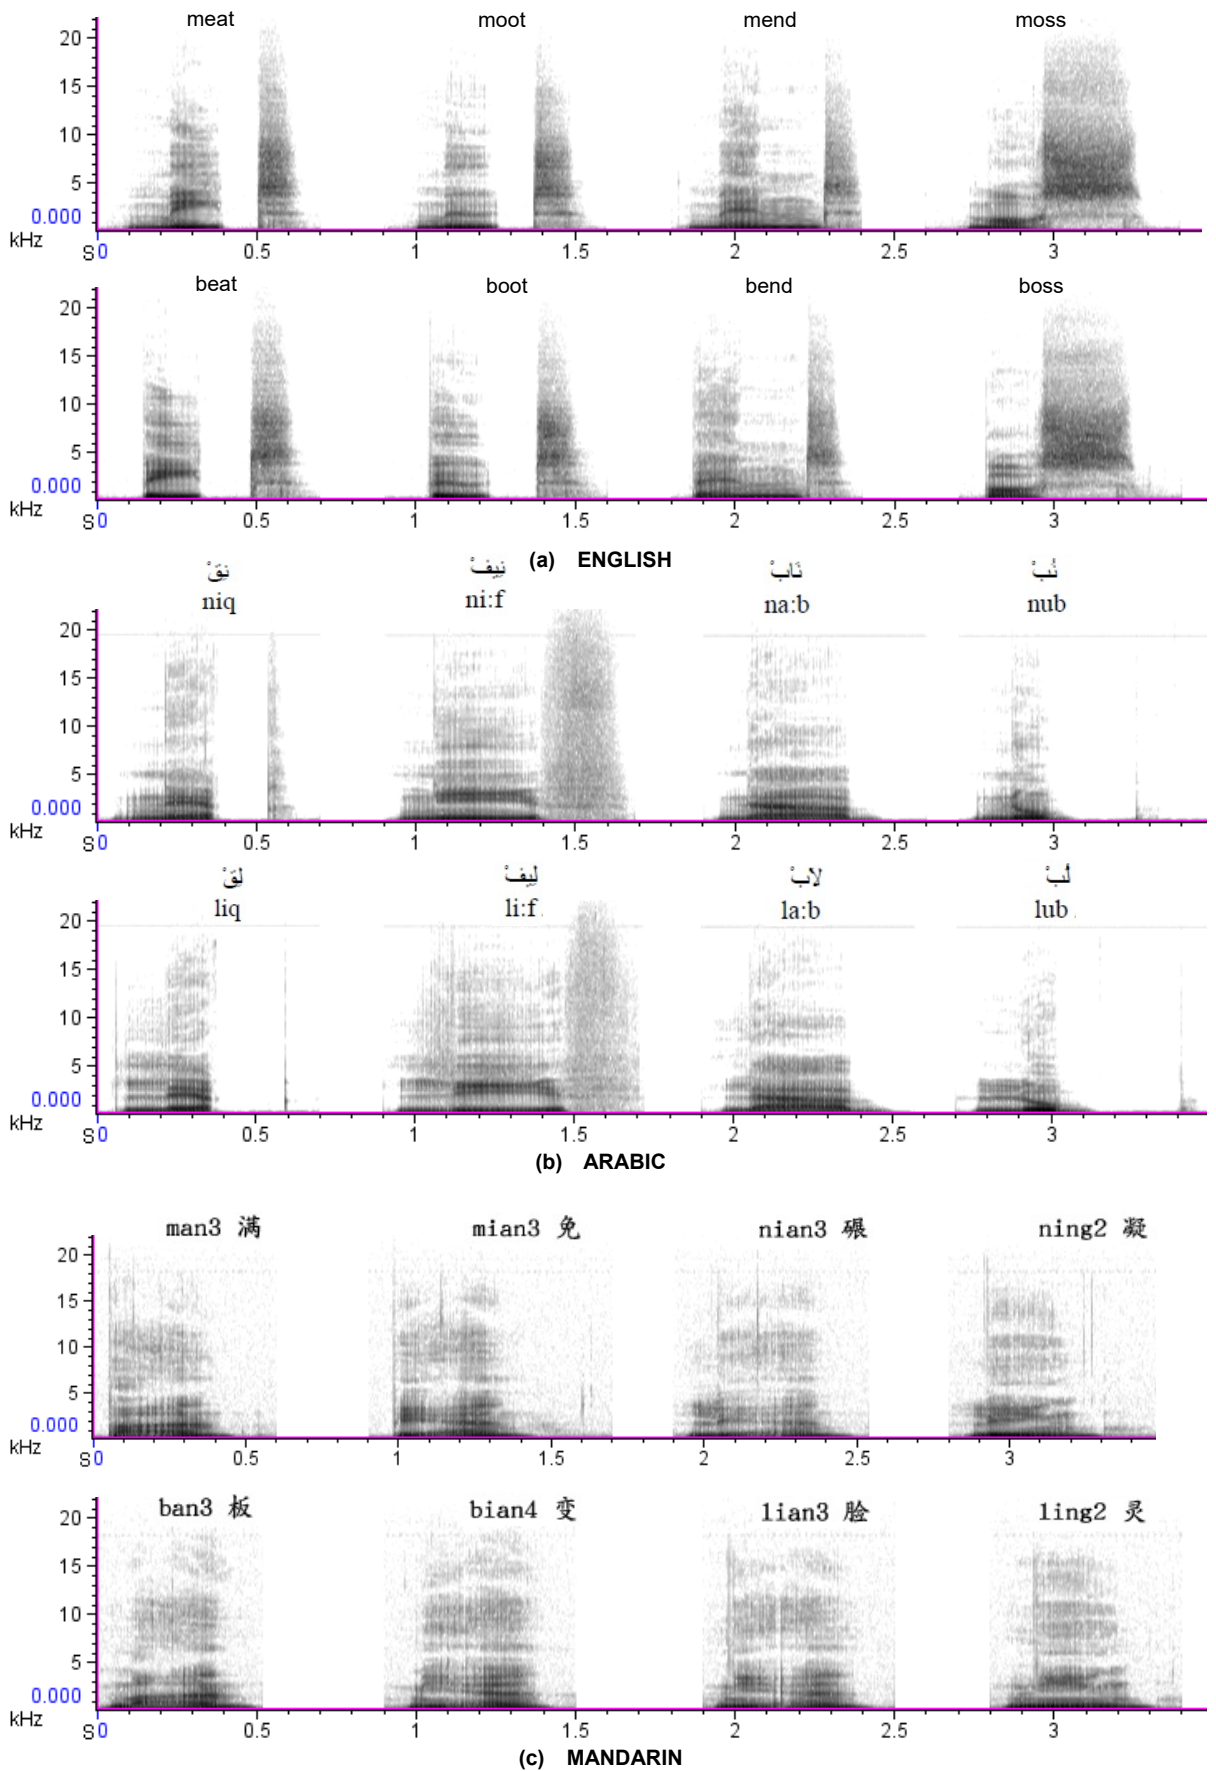 meat moot mend moss
20
15
10
5
0.000
kHz
S 0 0.5 1 1.5 2 2.5 3
beat boot bend boss
20
15
10
5
0.000
kHz
S 0 0.5 1 1.5 2 2.5 3
(a) ENGLISH
نِقْ نِيفْ نَابْ نُبْ
niq ni:f na:b nub
20
15
10
5
0.000
kHz
S 0 0.5 1 1.5 2 2.5 3
لِقْ لِيفْ لابْ لُبْ
liq li:f. la:b lub.
20
15
10
5
0.000
kHz
S 0 0.5 1 1.5 2 2.5 3
(b) ARABIC
man3 满 mian3 免 nian3 碾 ning2 凝
20
15
10
5
0.000
kHz
S 0 0.5 1 1.5 2 2.5 3
ban3 板 bian4 变 lian3 脸 ling2 灵
20
15
10
5
0.000
kHz
S 0 0.5 1 1.5 2 2.5 3
(c) MANDARIN